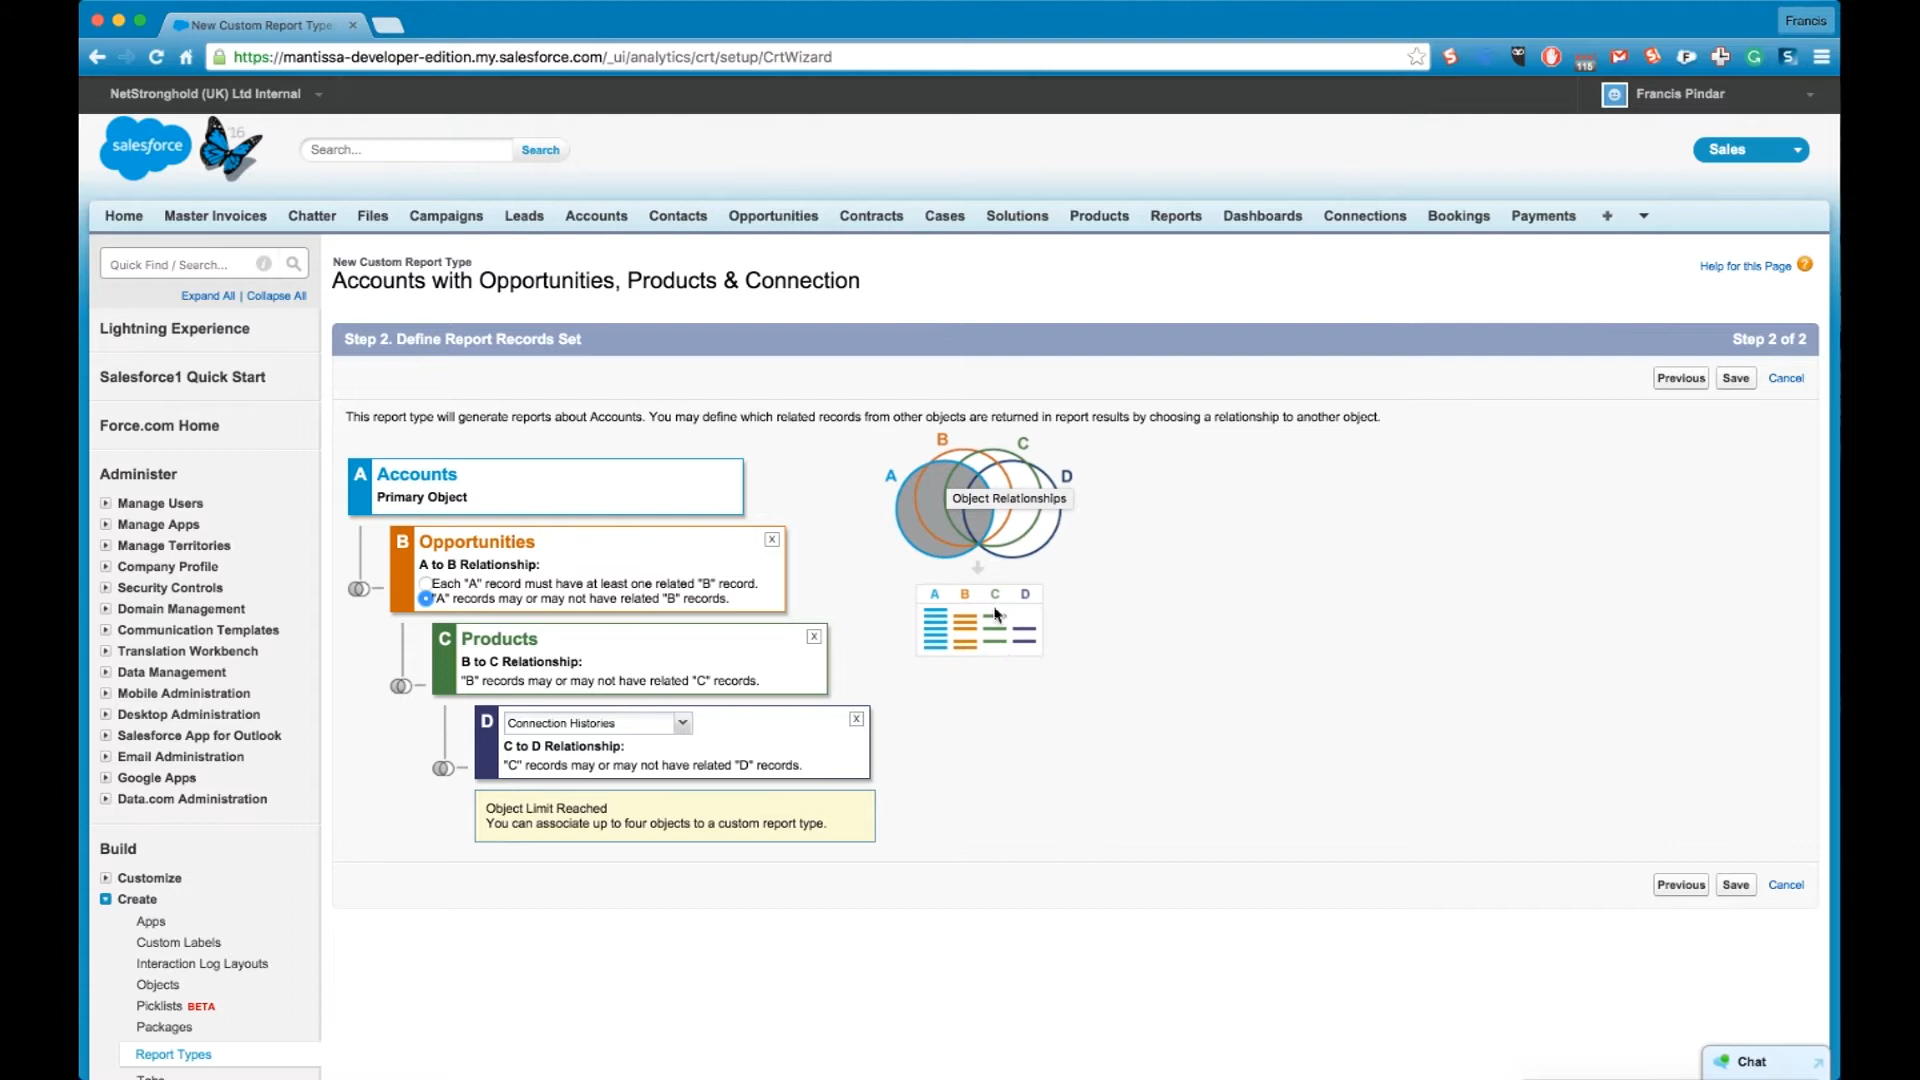 New Custom Report Type
Francis
https://mantissa-developer-edition.my.salesforce.com/_ui/analytics/crt/setup/CrtWizard
115
NetStronghold (UK) Ltd Internal
Francis Pindar
salesforce
'16
Search...
Search
Sales
Home Master Invoices Chatter Files Campaigns Leads Accounts Contacts Opportunities Contracts Cases Solutions Products Reports Dashboards Connections Bookings Payments +
Quick Find / Search...
Expand All | Collapse All
Lightning Experience
Salesforce1 Quick Start
Force.com Home
Administer
Manage Users
Manage Apps
Manage Territories
Company Profile
Security Controls
Domain Management
Communication Templates
Translation Workbench
Data Management
Mobile Administration
Desktop Administration
Salesforce App for Outlook
Email Administration
Google Apps
Data.com Administration
Build
Customize
Create
Apps
Custom Labels
Interaction Log Layouts
Objects
Picklists BETA
Packages
Report Types
New Custom Report Type
Accounts with Opportunities, Products & Connection
Help for this Page
Step 2. Define Report Records Set
Step 2 of 2
Previous Save Cancel
This report type will generate reports about Accounts. You may define which related records from other objects are returned in report results by choosing a relationship to another object.
A Accounts
Primary Object
B Opportunities X
A to B Relationship:
Each "A" record must have at least one related "B" record.
"A" records may or may not have related "B" records.
C Products X
B to C Relationship:
"B" records may or may not have related "C" records.
D Connection Histories X
C to D Relationship:
"C" records may or may not have related "D" records.
Object Limit Reached
You can associate up to four objects to a custom report type.
A B C D
Object Relationships
A B C D
Previous Save Cancel
Chat